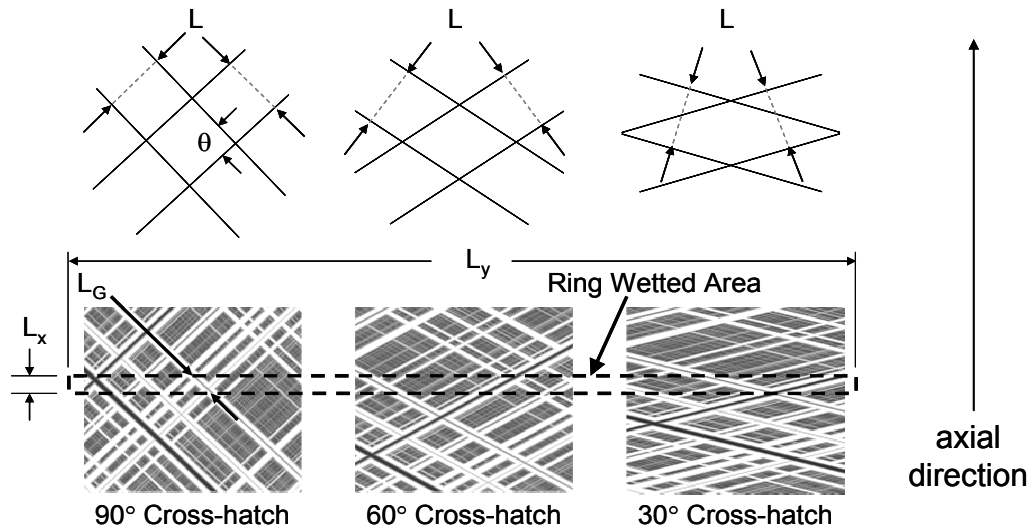 L
L
L
θ
L_y
L_G
Ring Wetted Area
L_x
axial
direction
90° Cross-hatch
60° Cross-hatch
30° Cross-hatch